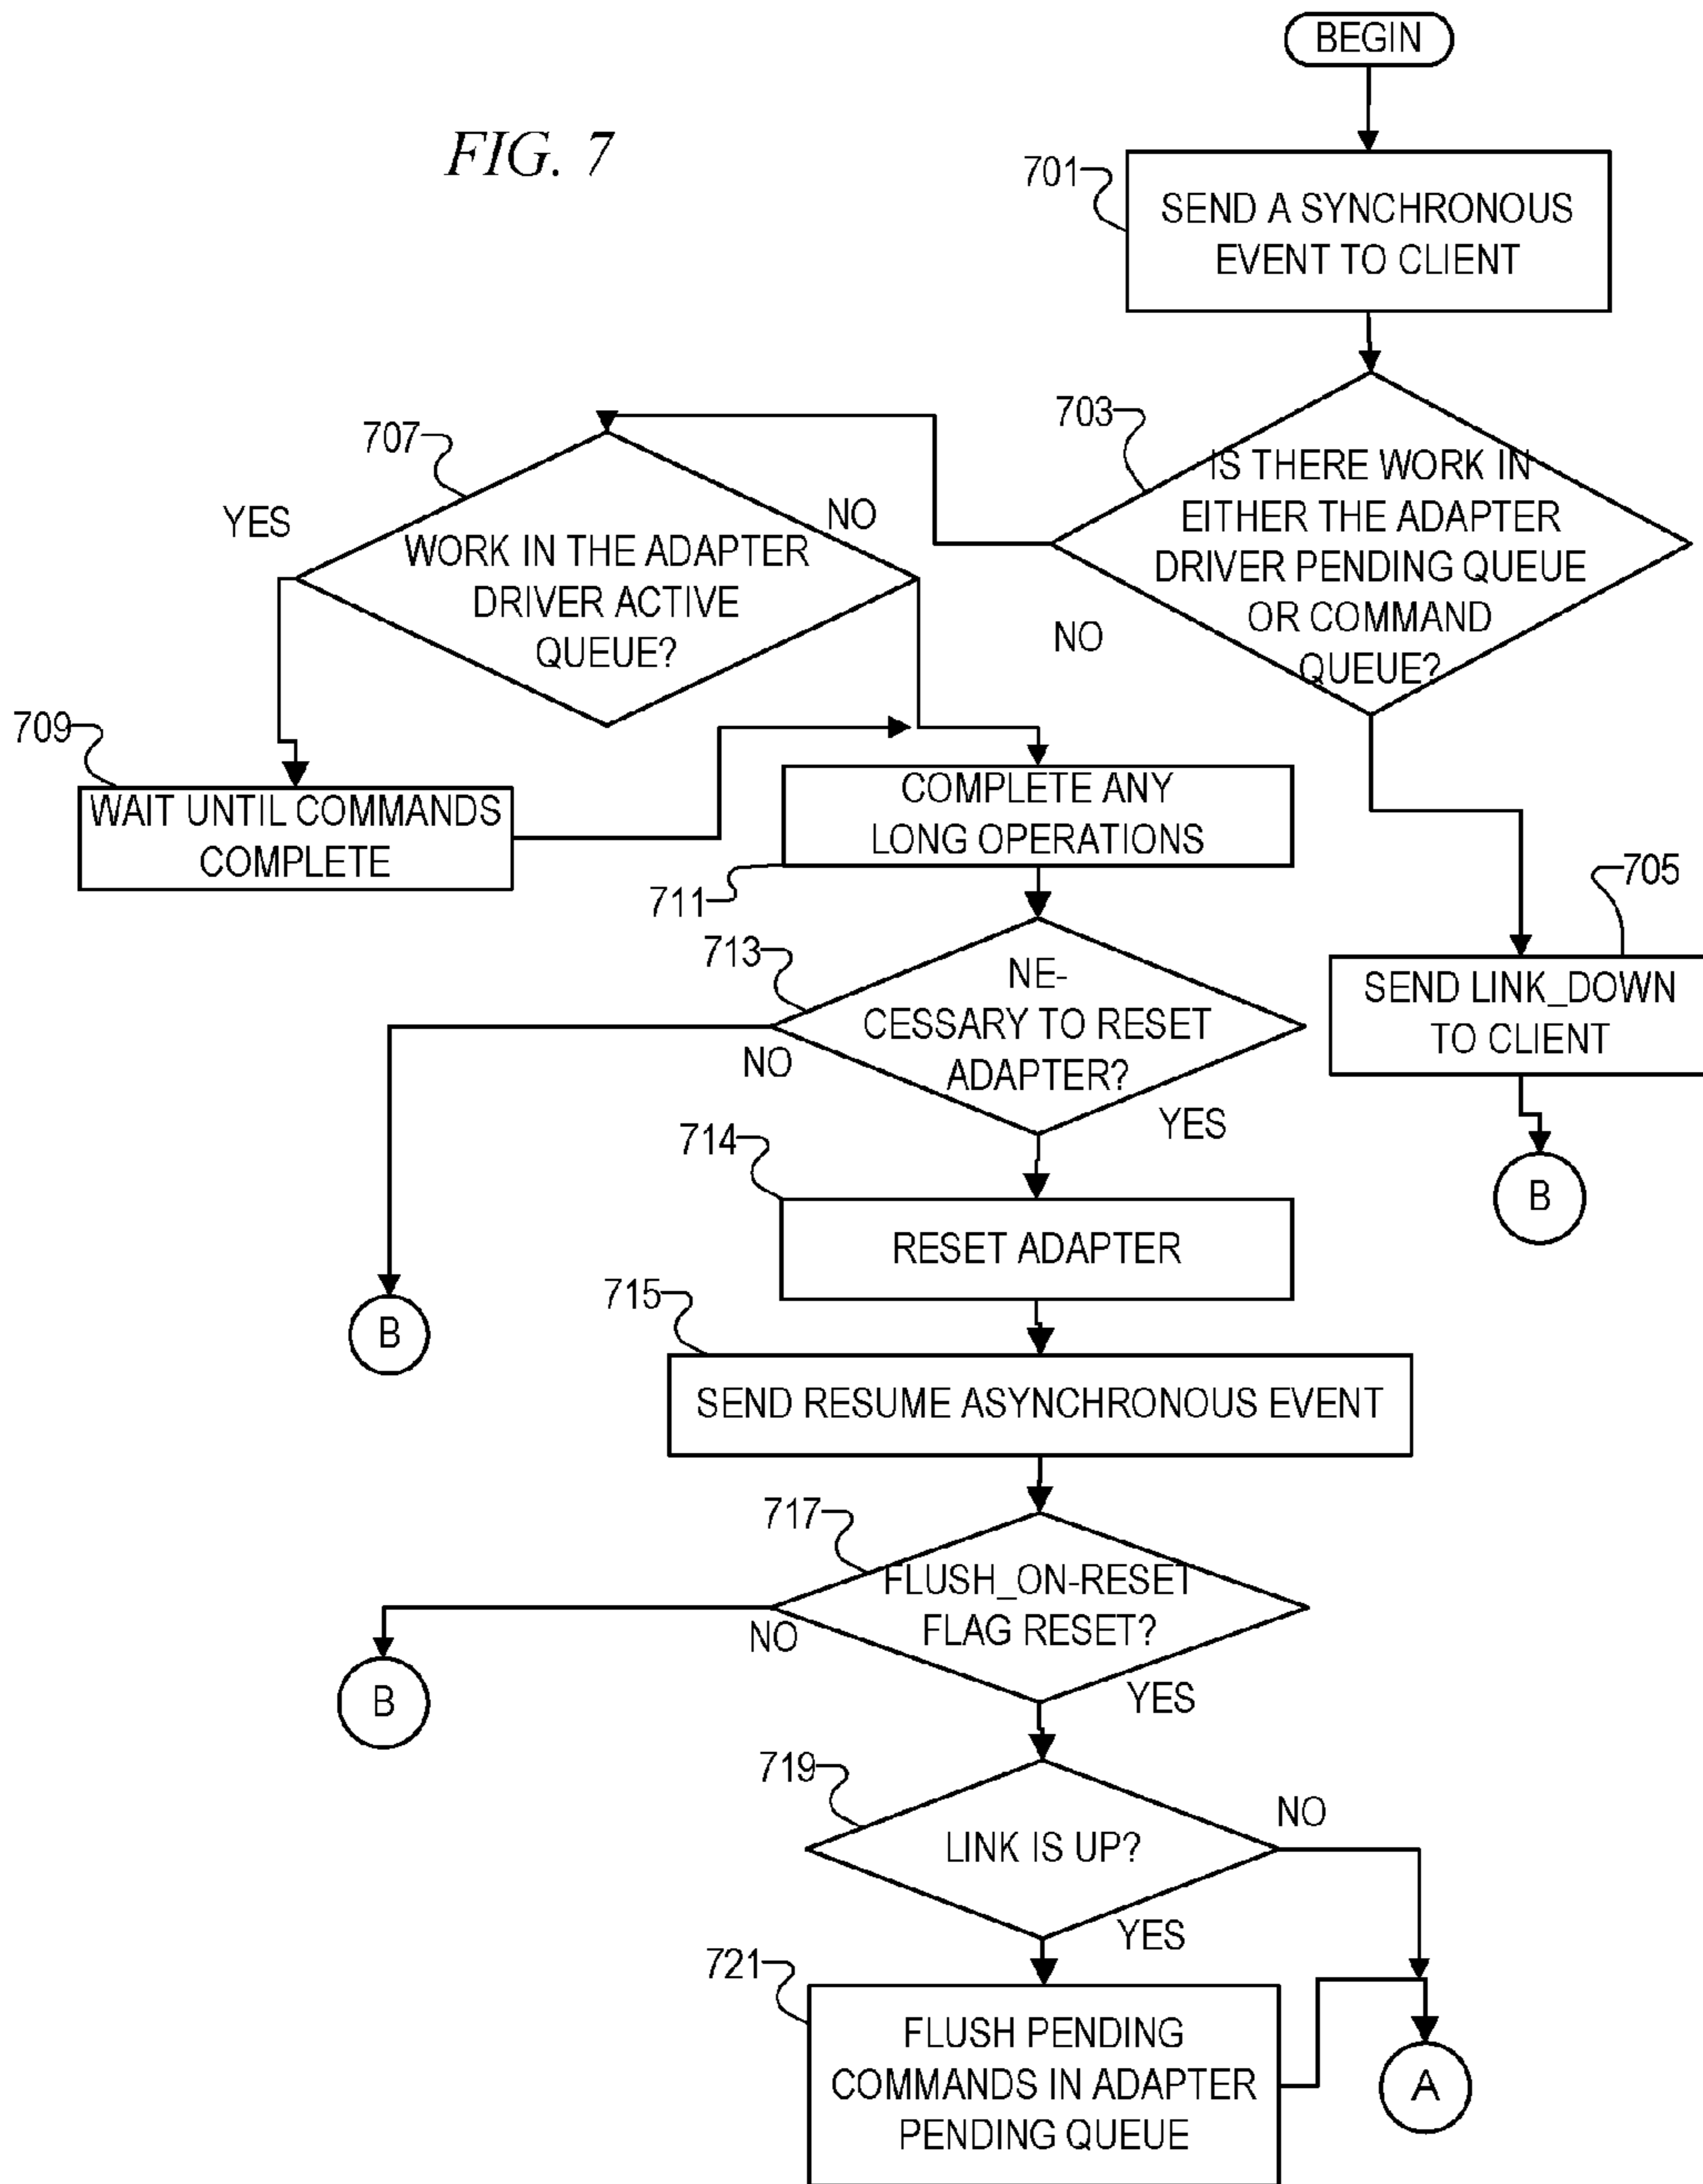 BEGIN
FIG. 7
701
SEND A SYNCHRONOUS
EVENT TO CLIENT
703
IS THERE WORK IN
EITHER THE ADAPTER
DRIVER PENDING QUEUE
OR COMMAND
QUEUE?
NO
707
YES
NO
WORK IN THE ADAPTER
DRIVER ACTIVE
QUEUE?
709
WAIT UNTIL COMMANDS
COMPLETE
COMPLETE ANY
LONG OPERATIONS
711
705
SEND LINK_DOWN
TO CLIENT
B
713
NE-
CESSARY TO RESET
ADAPTER?
NO
YES
B
714
RESET ADAPTER
715
SEND RESUME ASYNCHRONOUS EVENT
717
FLUSH_ON-RESET
FLAG RESET?
NO
YES
B
719
LINK IS UP?
NO
YES
721
FLUSH PENDING
COMMANDS IN ADAPTER
PENDING QUEUE
A